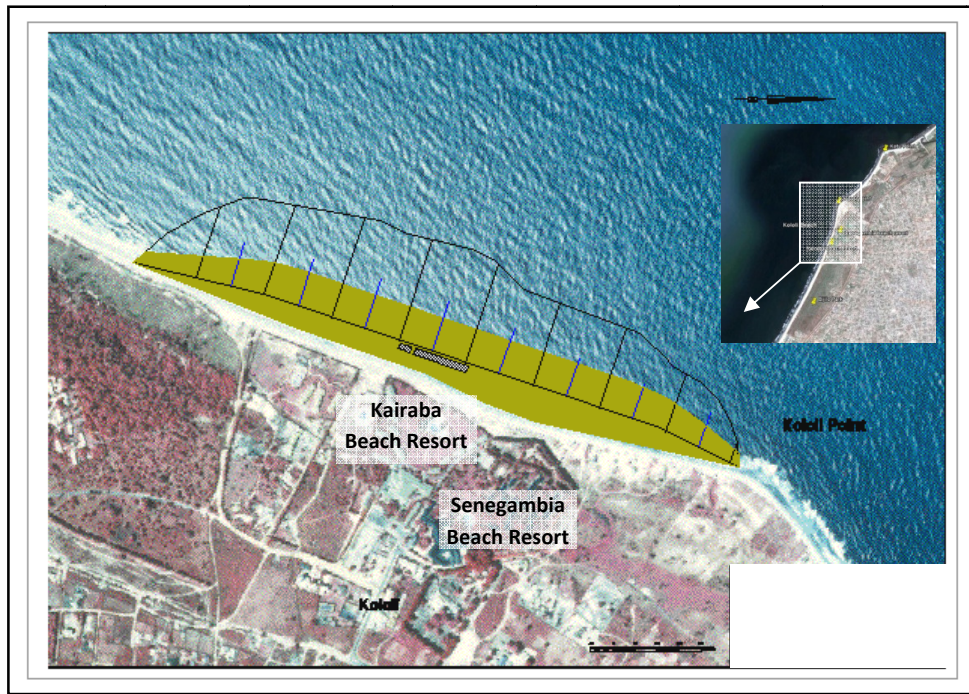 Kololi Point
Kairaba
Beach Resort
Senegambia
Beach Resort
Kololi